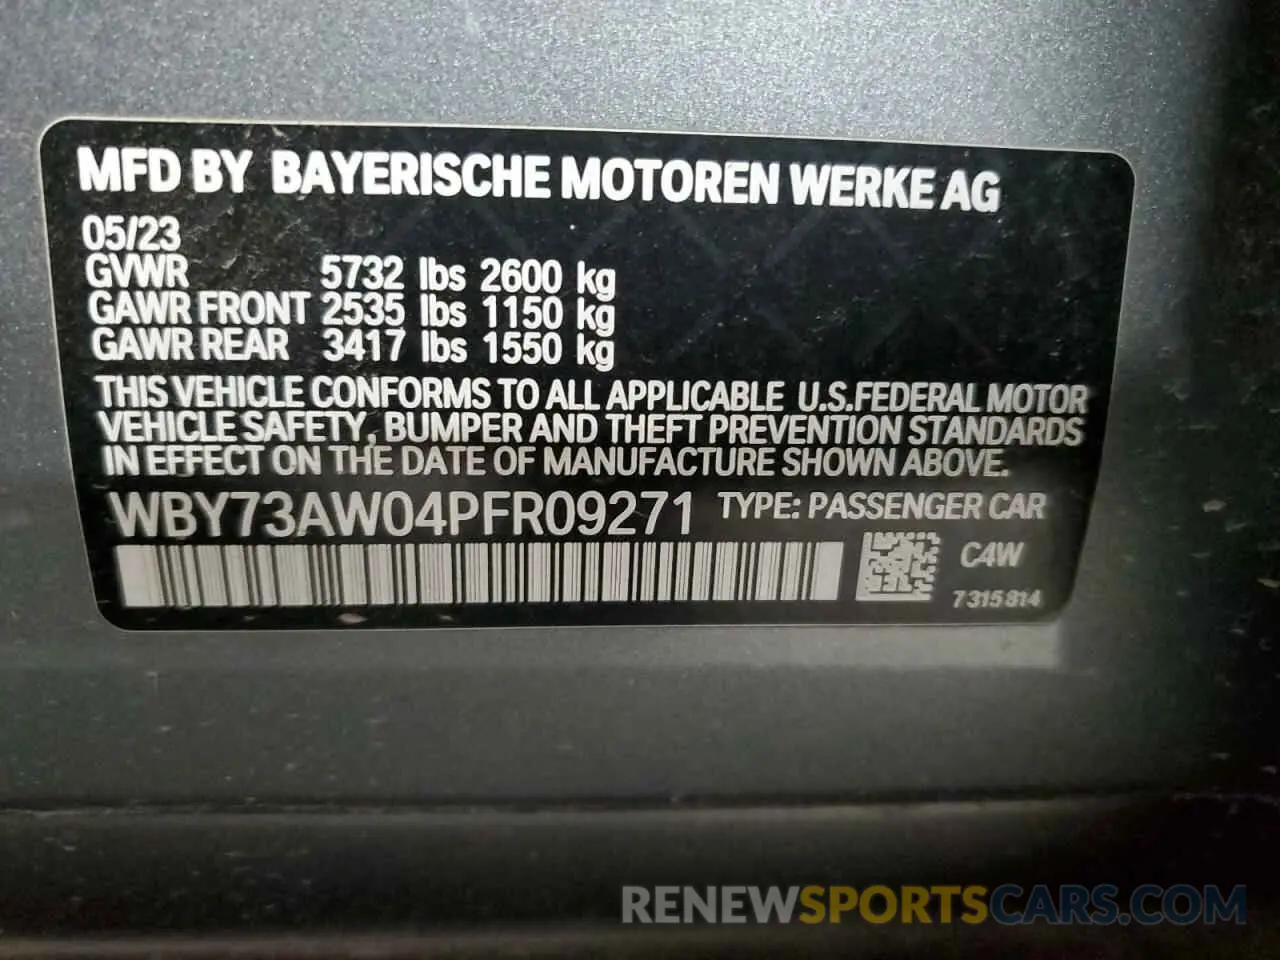 MFD BY BAYERISCHE MOTOREN WERKE AG
05/23
GVWR 5732 lbs 2600 kg
GAWR FRONT 2535 lbs 1150 kg
GAWR REAR 3417 lbs 1550 kg
THIS VEHICLE CONFORMS TO ALL APPLICABLE U.S.FEDERAL MOTOR
VEHICLE SAFETY, BUMPER AND THEFT PREVENTION STANDARDS
IN EFFECT ON THE DATE OF MANUFACTURE SHOWN ABOVE.
WBY73AW04PFR09271 TYPE: PASSENGER CAR
C4W
7315814
RENEWSPORTSCARS.COM